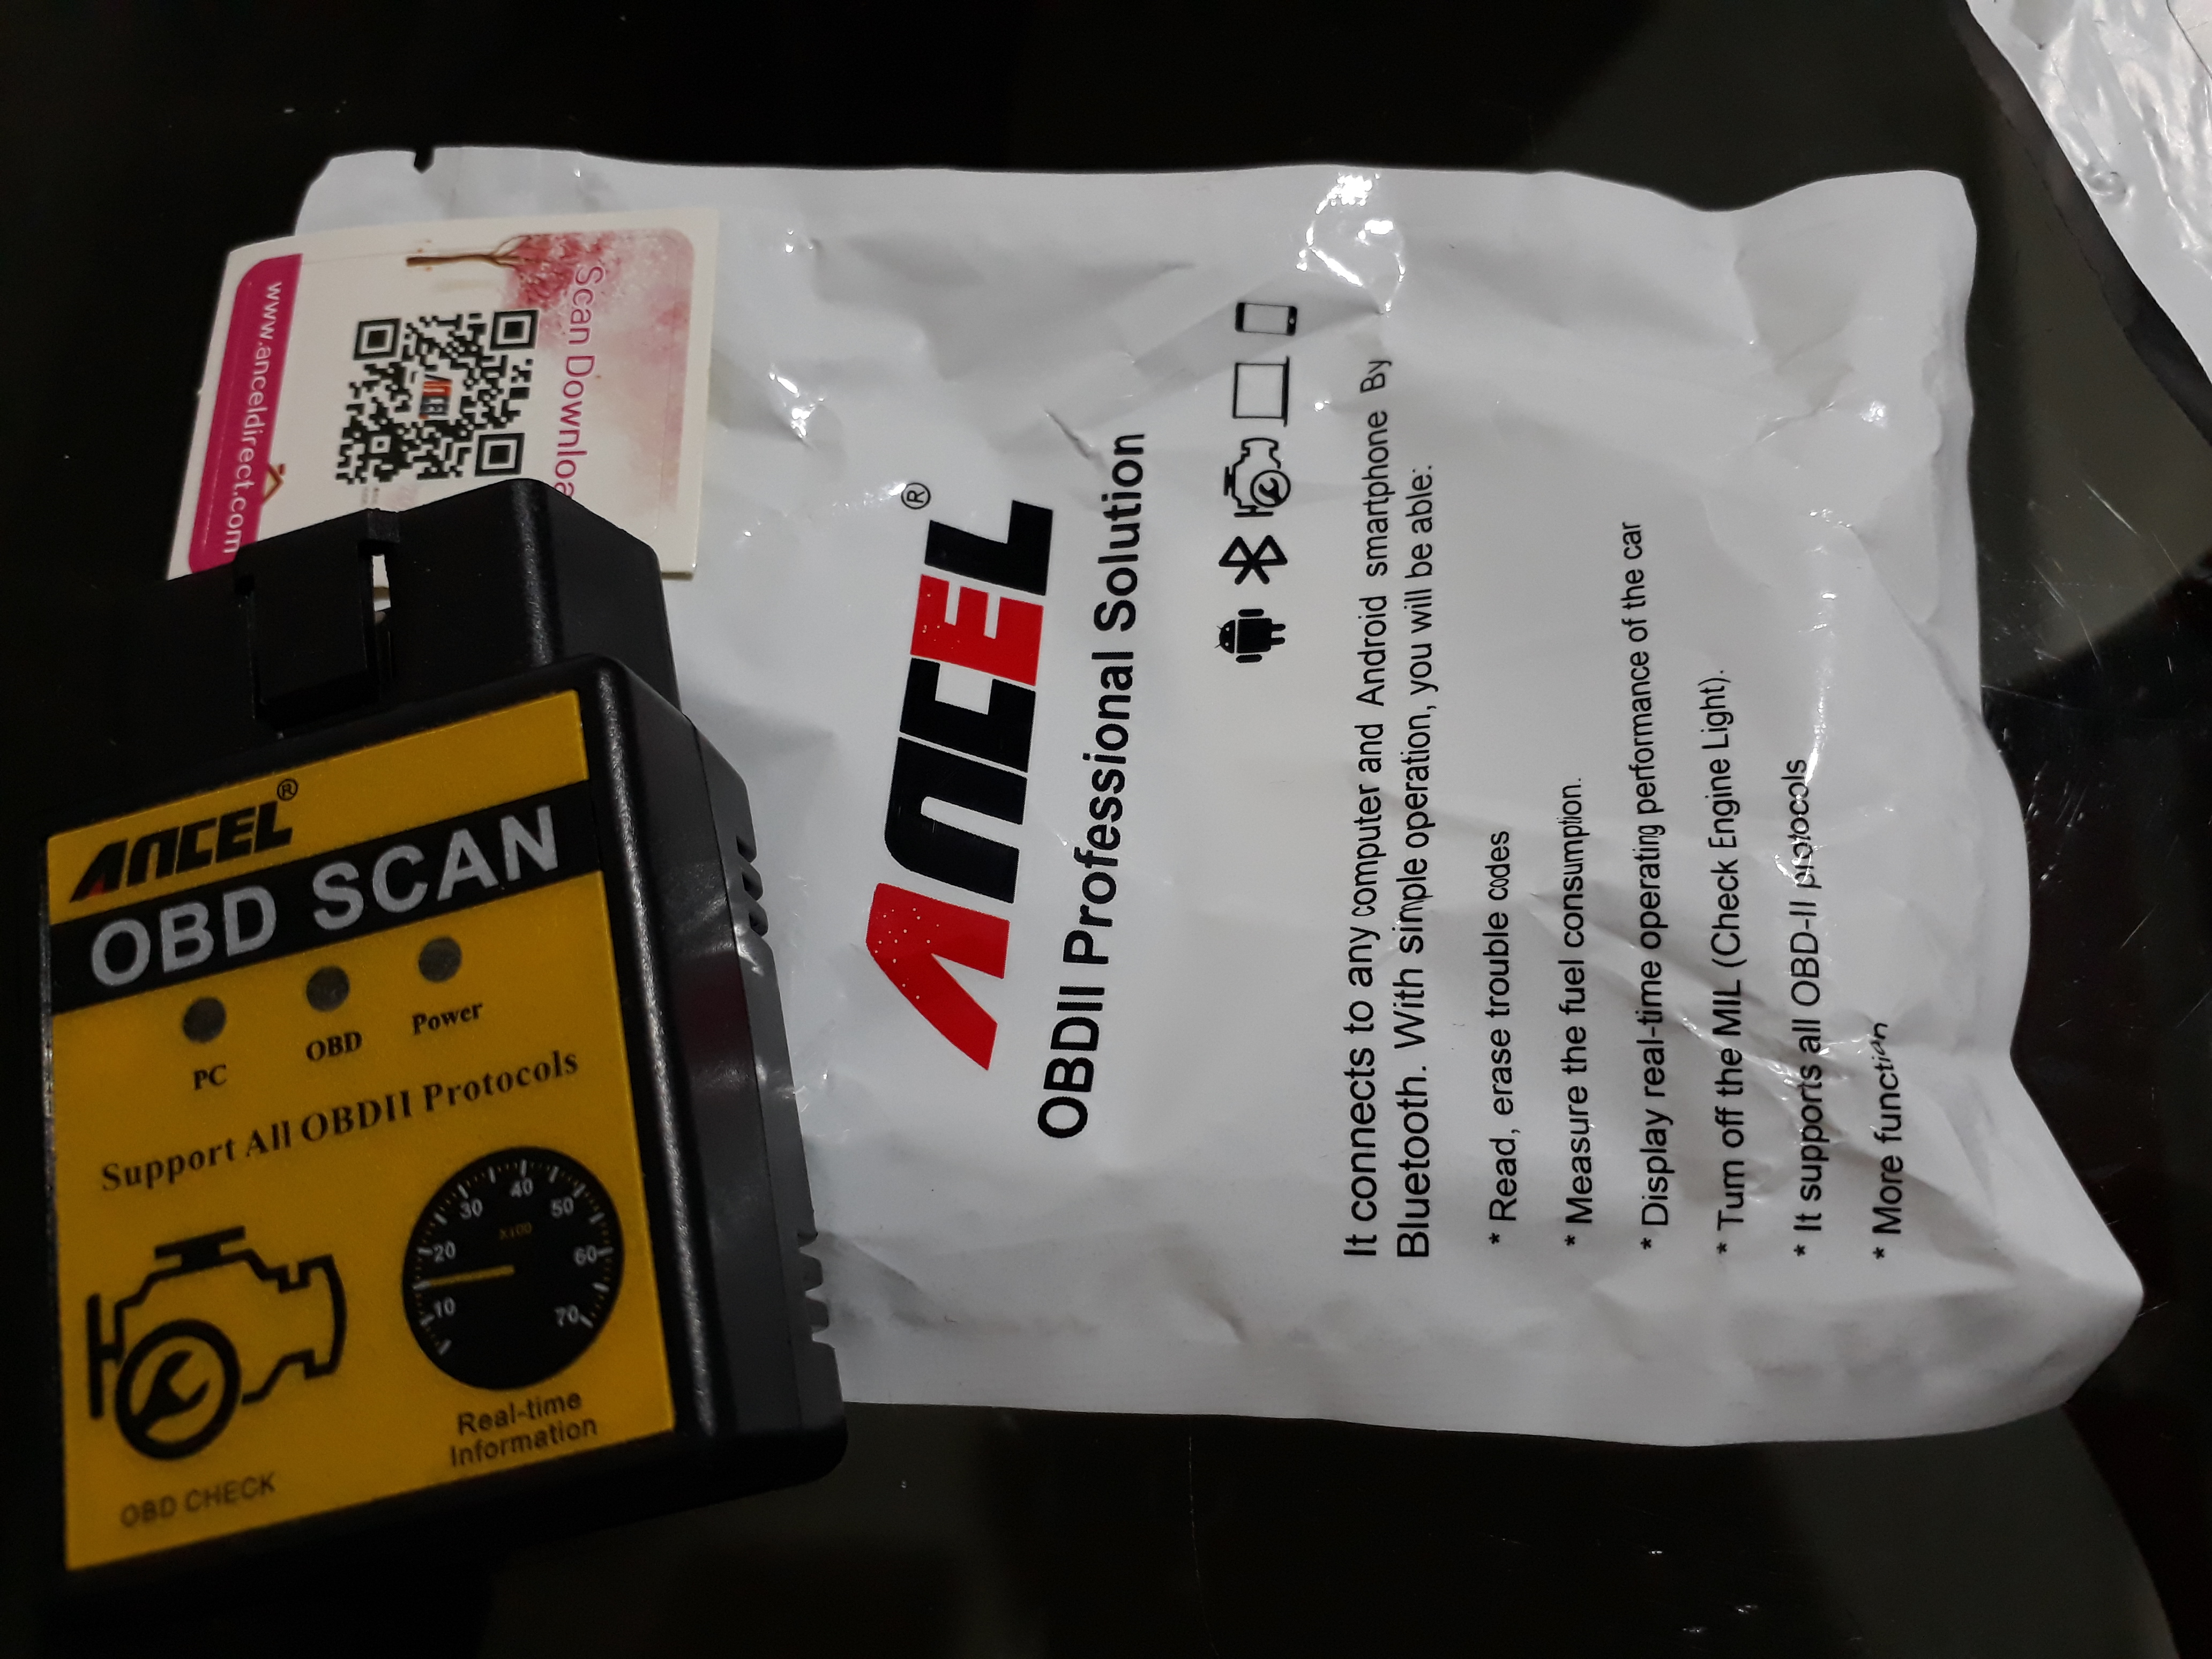 ANCEL®
OBD SCAN
PC
OBD
Power
Support All OBDII Protocols
10
20
30
40
50
60
70
X100
OBD CHECK
Real-time
Information
Scan
www.anceldirect.com
ANCEL
ANCEL®
OBDII Professional Solution
It connects to any computer and Android smartphone By
Bluetooth. With simple operation, you will be able:
* Read, erase trouble codes
* Measure the fuel consumption.
* Display real-time operating performance of the car
* Turn off the MIL (Check Engine Light).
* It supports all OBD-II protocols
* More function